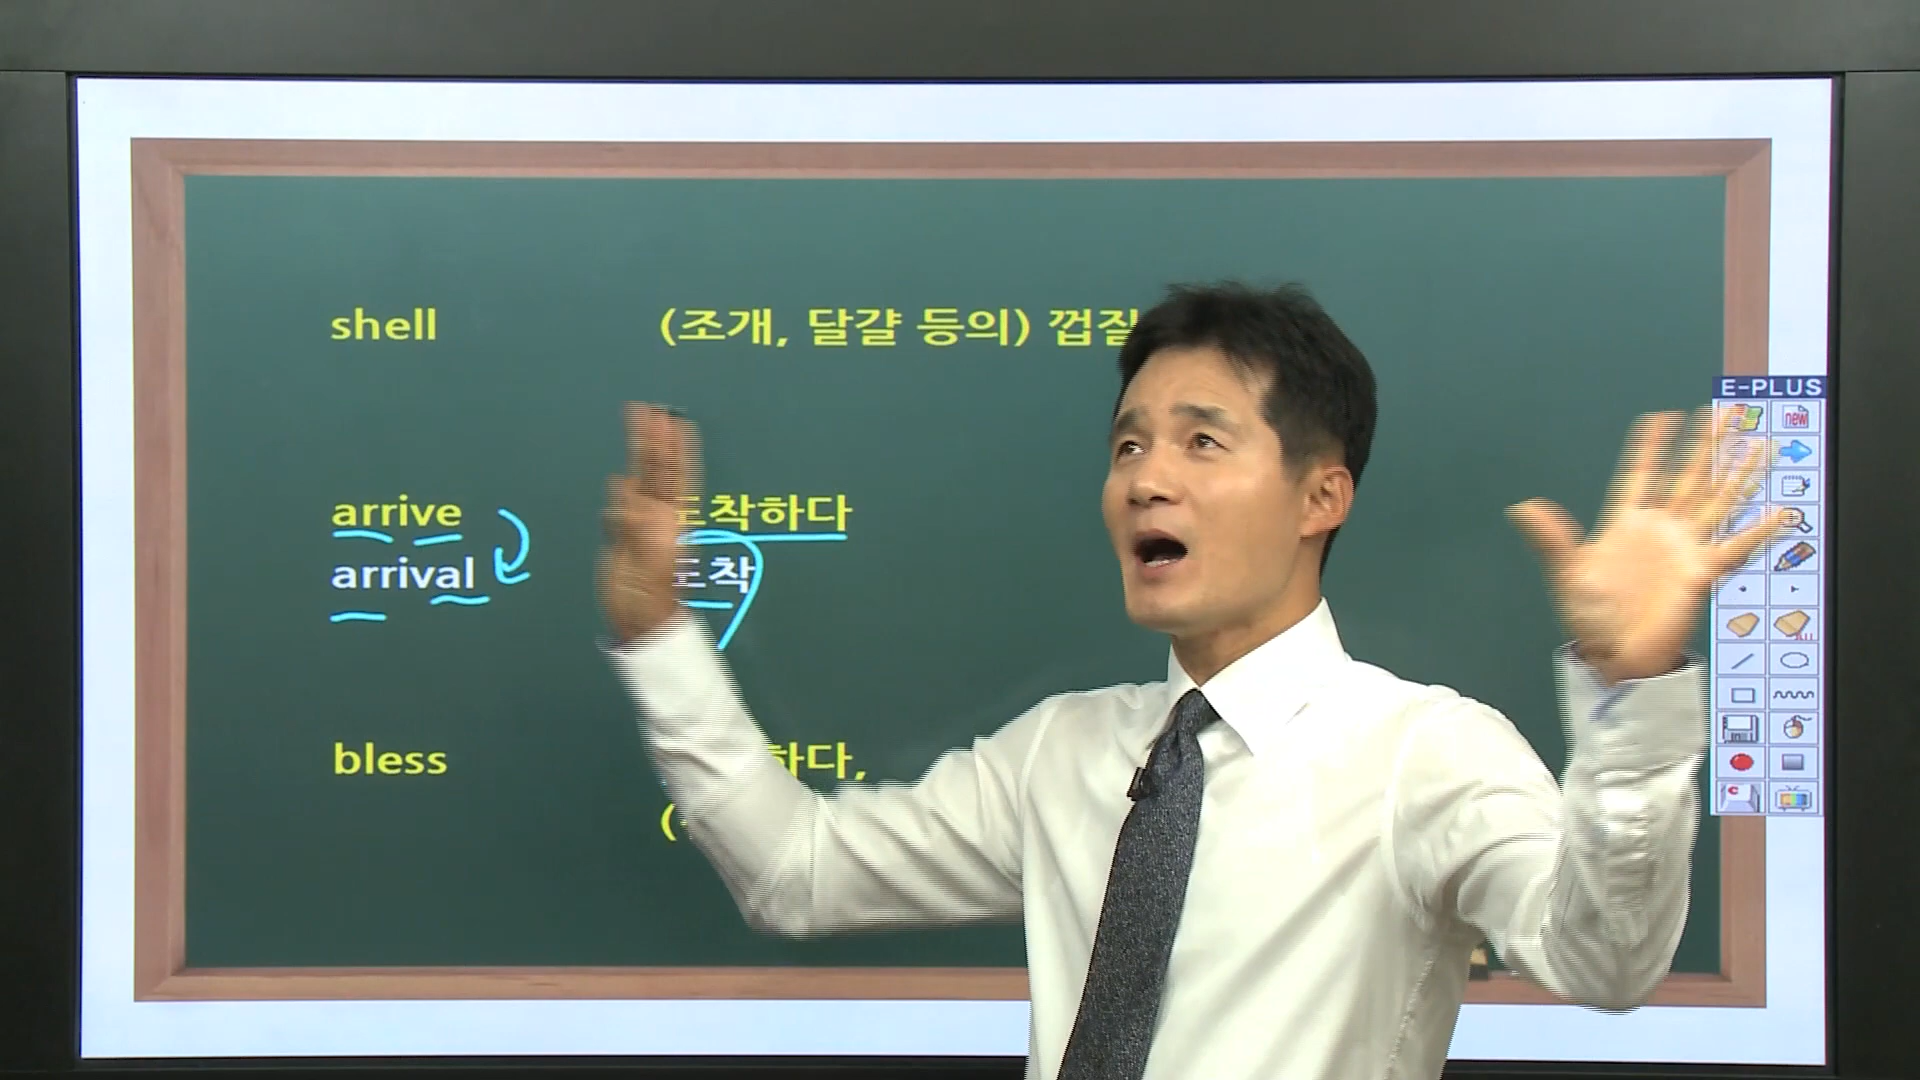 shell (조개, 달걀 등의) 껍질
arrive 도착하다
arrival 도착
bless 하다,
(
E-PLUS
new
ALL